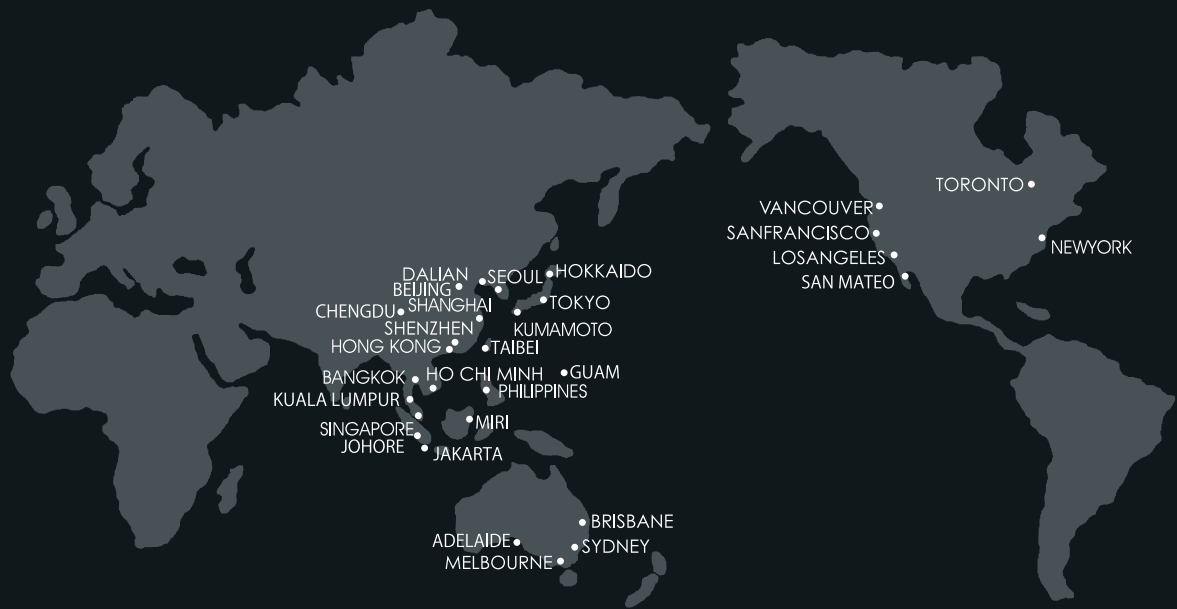 TORONTO
VANCOUVER
SANFRANCISCO
NEWYORK
LOSANGELES
SAN MATEO
DALIAN
SEOUL
HOKKAIDO
BEIJING
SHANGHAI
TOKYO
CHENGDU
SHENZHEN
KUMAMOTO
HONG KONG
TAIBEI
BANGKOK
HO CHI MINH
GUAM
PHILIPPINES
KUALA LUMPUR
SINGAPORE
MIRI
JOHORE
JAKARTA
BRISBANE
ADELAIDE
SYDNEY
MELBOURNE